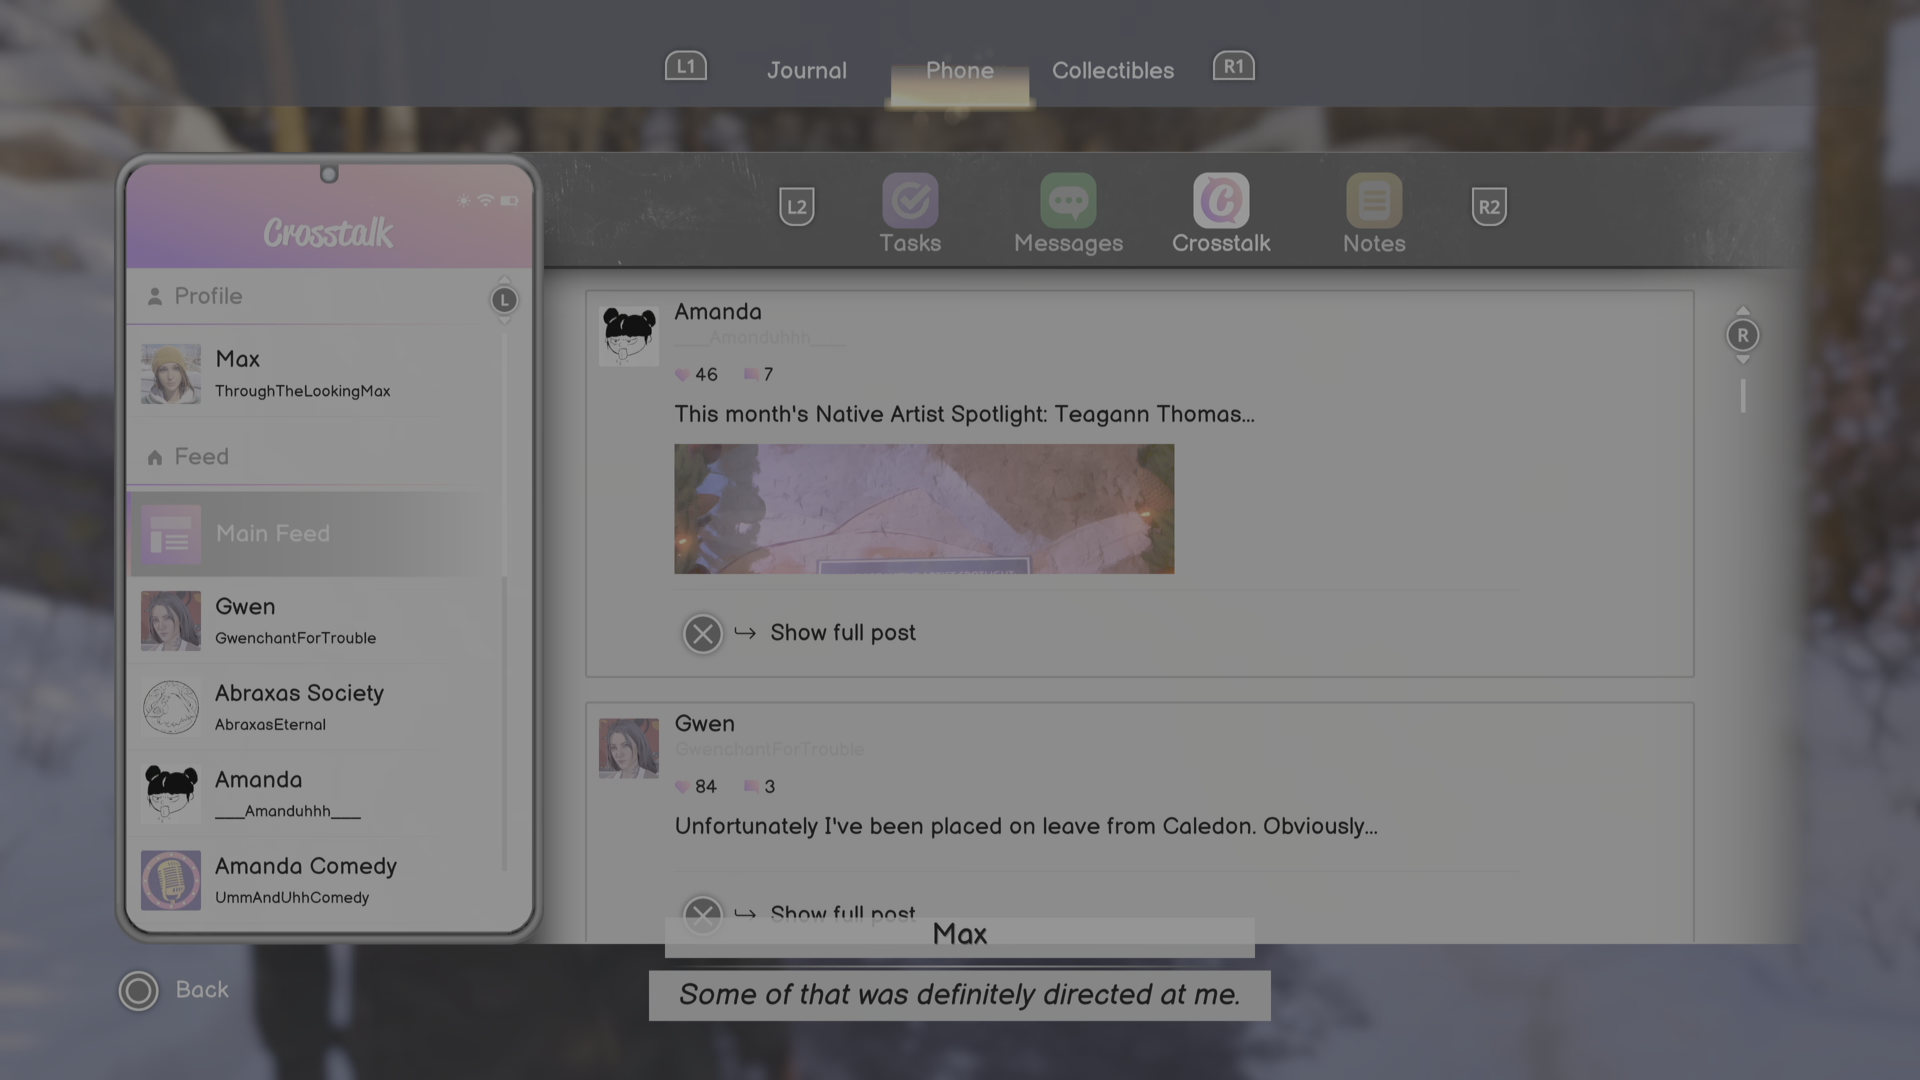 L1
Journal
Phone
Collectibles
R1
Crosstalk
L2
Tasks
Messages
Crosstalk
Notes
R2
Profile
L
Max
ThroughTheLookingMax
Feed
Main Feed
Gwen
GwenchantForTrouble
Abraxas Society
AbraxasEternal
Amanda
____Amanduhhh____
Amanda Comedy
UmmAndUhhComedy
Amanda
____Amanduhhh____
46 7
This month's Native Artist Spotlight: Teagann Thomas...
Show full post
R
Gwen
GwenchantForTrouble
84 3
Unfortunately I've been placed on leave from Caledon. Obviously...
Show full post
Max
Some of that was definitely directed at me.
Back